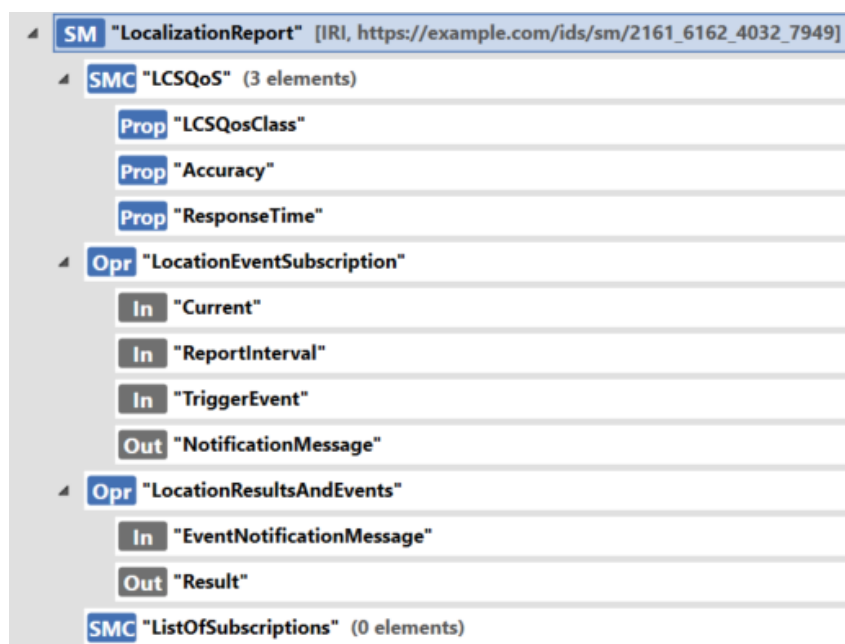 SM "LocalizationReport" [IRI, https://example.com/ids/sm/2161_6162_4032_7949]
SMC "LCSQoS" (3 elements)
Prop "LCSQosClass"
Prop "Accuracy"
Prop "ResponseTime"
Opr "LocationEventSubscription"
In "Current"
In "ReportInterval"
In "TriggerEvent"
Out "NotificationMessage"
Opr "LocationResultsAndEvents"
In "EventNotificationMessage"
Out "Result"
SMC "ListOfSubscriptions" (0 elements)